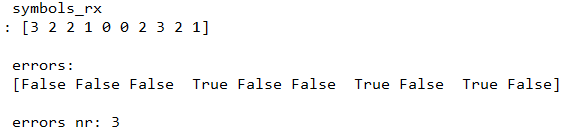 symbols_rx
: [3 2 2 1 0 0 2 3 2 1]
errors:
[False False False  True False False  True False  True False]
errors nr: 3